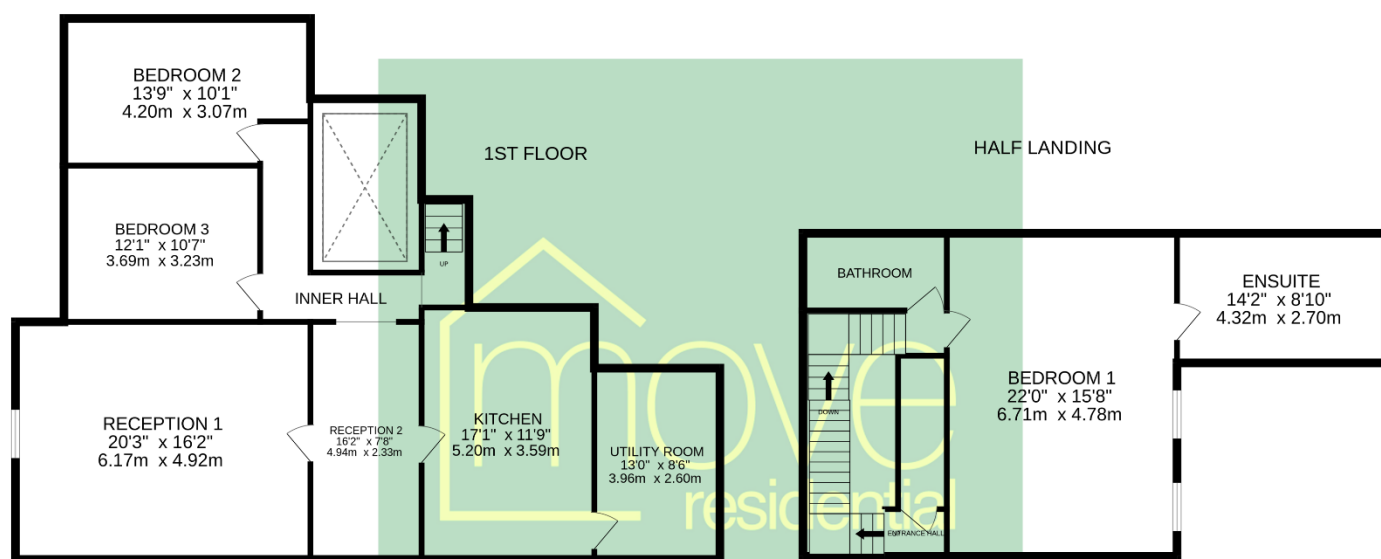 BEDROOM 2
13'9" x 10'1"
4.20m x 3.07m
1ST FLOOR
HALF LANDING
BEDROOM 3
12'1" x 10'7"
3.69m x 3.23m
UP
INNER HALL
BATHROOM
ENSUITE
14'2" x 8'10"
4.32m x 2.70m
RECEPTION 1
20'3" x 16'2"
6.17m x 4.92m
RECEPTION 2
16'2" x 7'8"
4.94m x 2.33m
KITCHEN
17'1" x 11'9"
5.20m x 3.59m
UTILITY ROOM
13'0" x 8'6"
3.96m x 2.60m
DOWN
BEDROOM 1
22'0" x 15'8"
6.71m x 4.78m
ENTRANCE HALL
move
residential